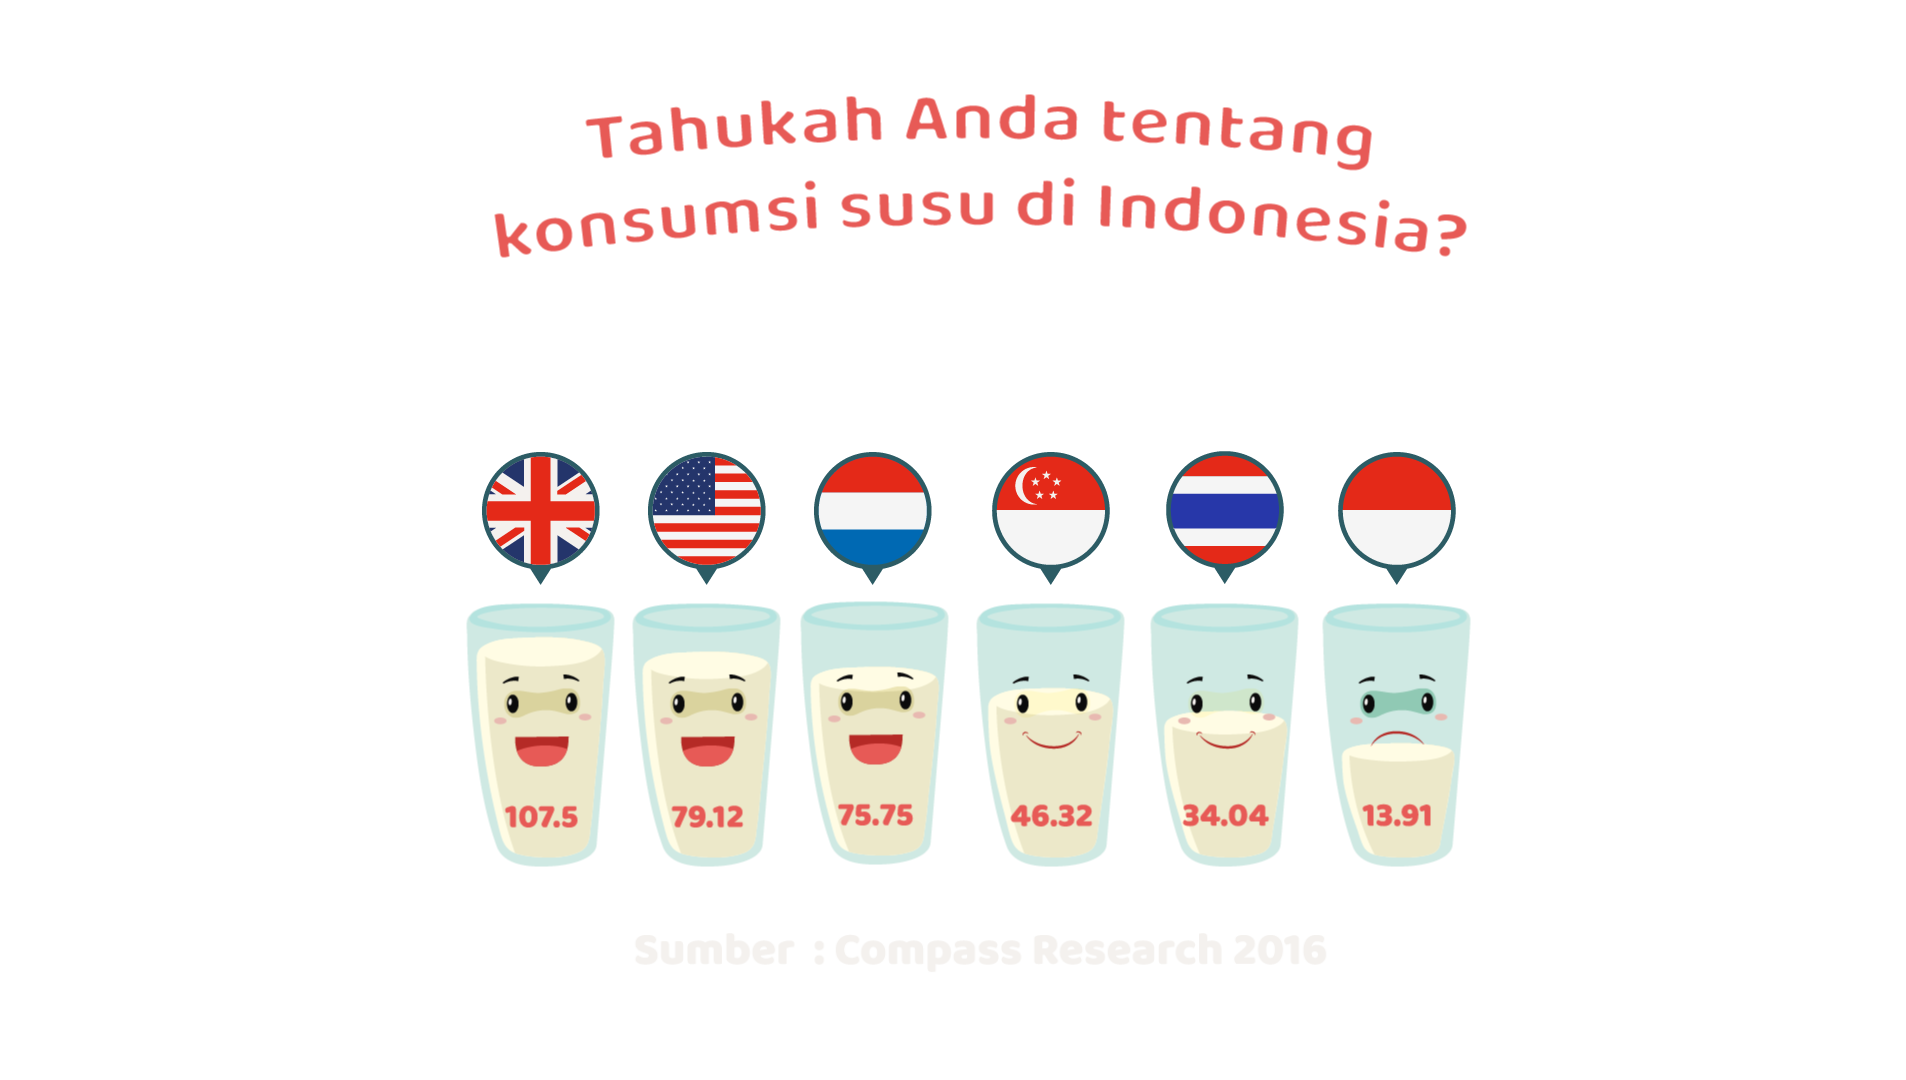 Tahukah Anda tentang
konsumsi susu di Indonesia?
107.5
79.12
75.75
46.32
34.04
13.91
Sumber : Compass Research 2016